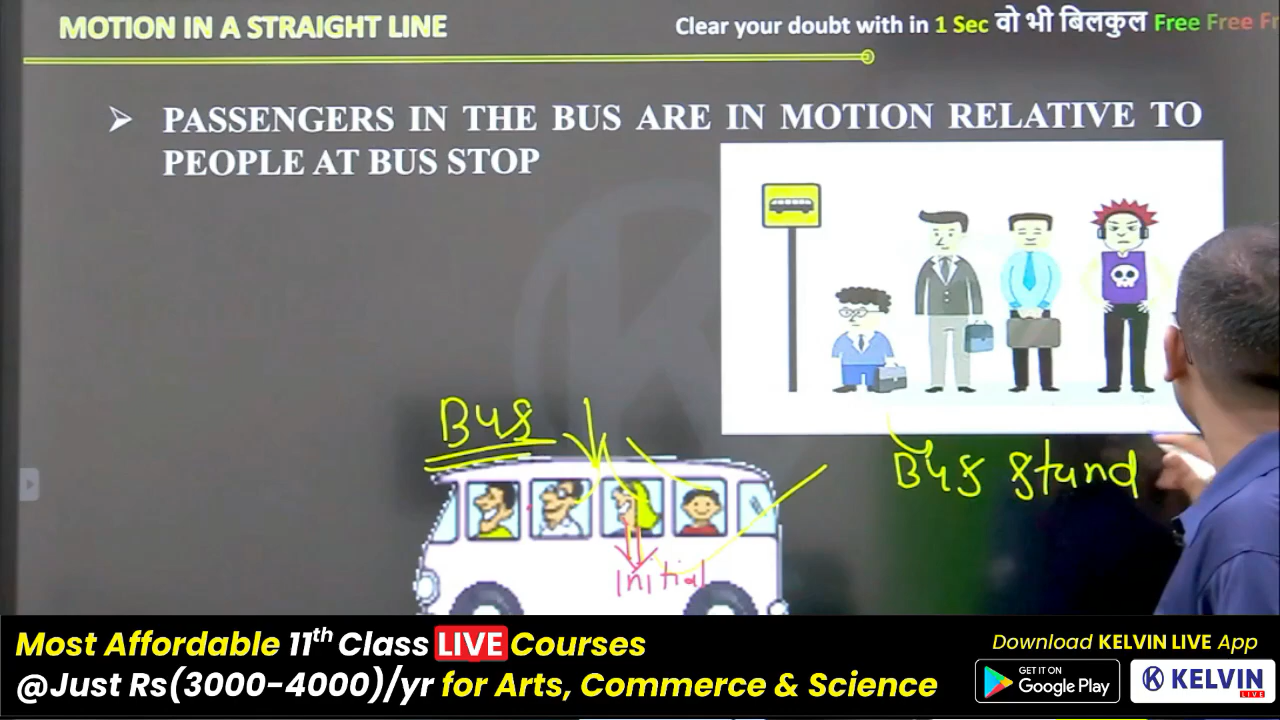 MOTION IN A STRAIGHT LINE
Clear your doubt with in 1 Sec वो भी बिलकुल Free Free Fr
➢ PASSENGERS IN THE BUS ARE IN MOTION RELATIVE TO
PEOPLE AT BUS STOP
Bus
Bus stand
Initial
Most Affordable 11th Class LIVE Courses
@Just Rs(3000-4000)/yr for Arts, Commerce & Science
Download KELVIN LIVE App
GET IT ON
Google Play
KELVIN
LIVE